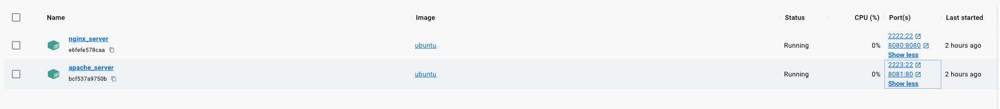 Name Image Status CPU (%) Port(s) Last started
nginx_server
e6fefe578caa
ubuntu
Running
0%
2222:22
8080:8080
Show less
2 hours ago
apache_server
bcf537a9750b
ubuntu
Running
0%
2223:22
8081:80
Show less
2 hours ago